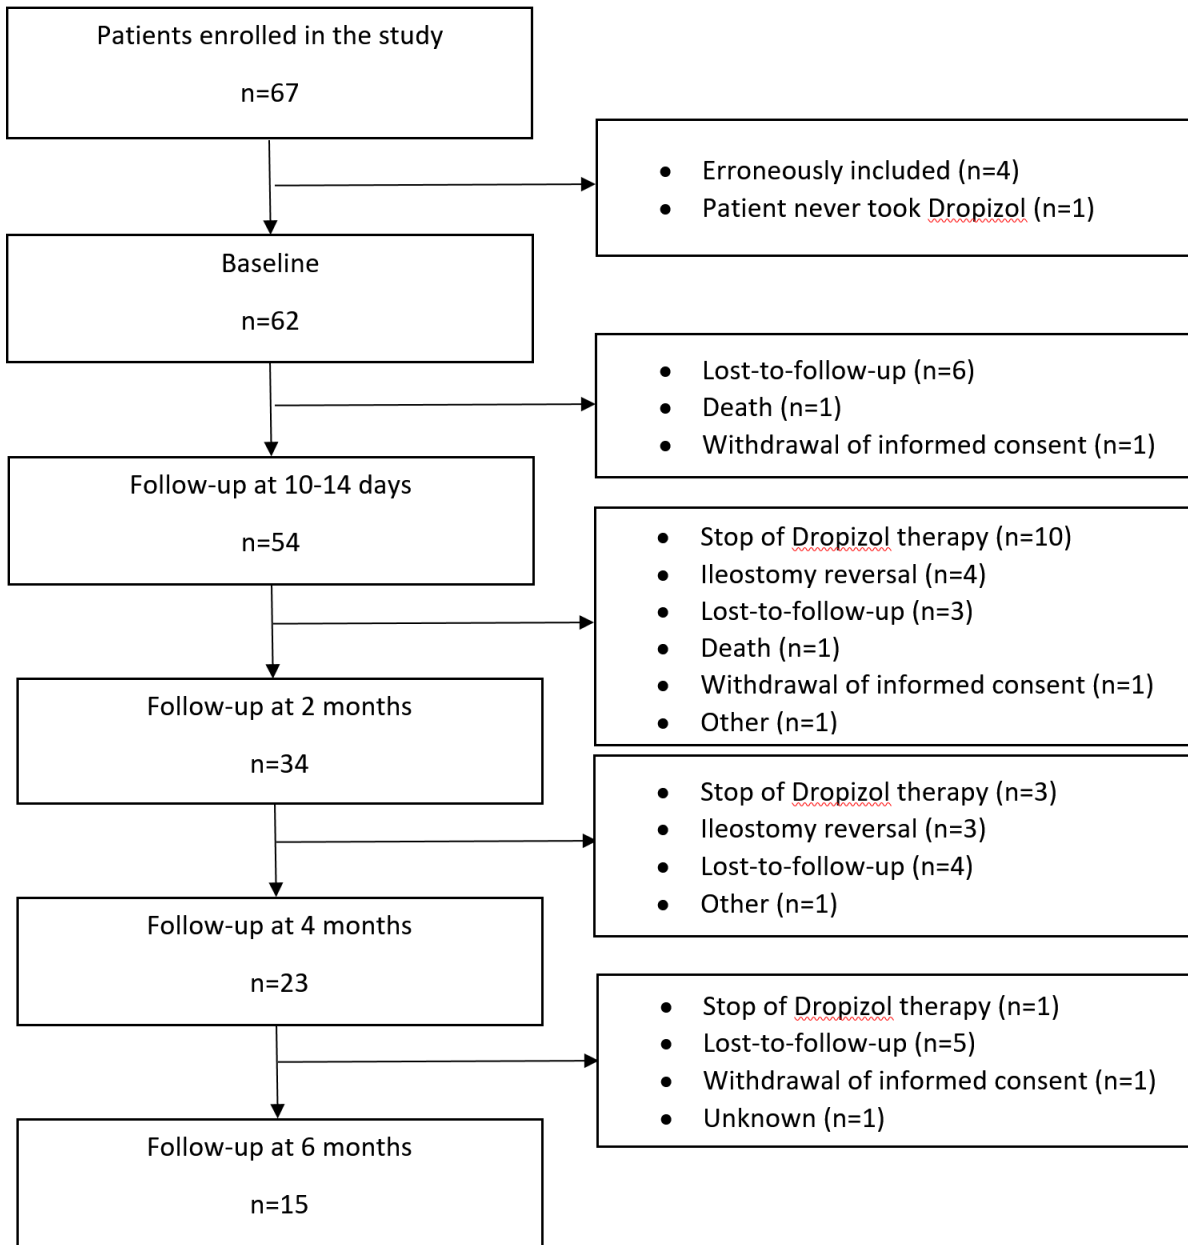 Patients enrolled in the study
n=67
• Erroneously included (n=4)
• Patient never took Dropizol (n=1)
Baseline
n=62
• Lost-to-follow-up (n=6)
• Death (n=1)
• Withdrawal of informed consent (n=1)
Follow-up at 10-14 days
n=54
• Stop of Dropizol therapy (n=10)
• Ileostomy reversal (n=4)
• Lost-to-follow-up (n=3)
• Death (n=1)
• Withdrawal of informed consent (n=1)
• Other (n=1)
Follow-up at 2 months
n=34
• Stop of Dropizol therapy (n=3)
• Ileostomy reversal (n=3)
• Lost-to-follow-up (n=4)
• Other (n=1)
Follow-up at 4 months
n=23
• Stop of Dropizol therapy (n=1)
• Lost-to-follow-up (n=5)
• Withdrawal of informed consent (n=1)
• Unknown (n=1)
Follow-up at 6 months
n=15